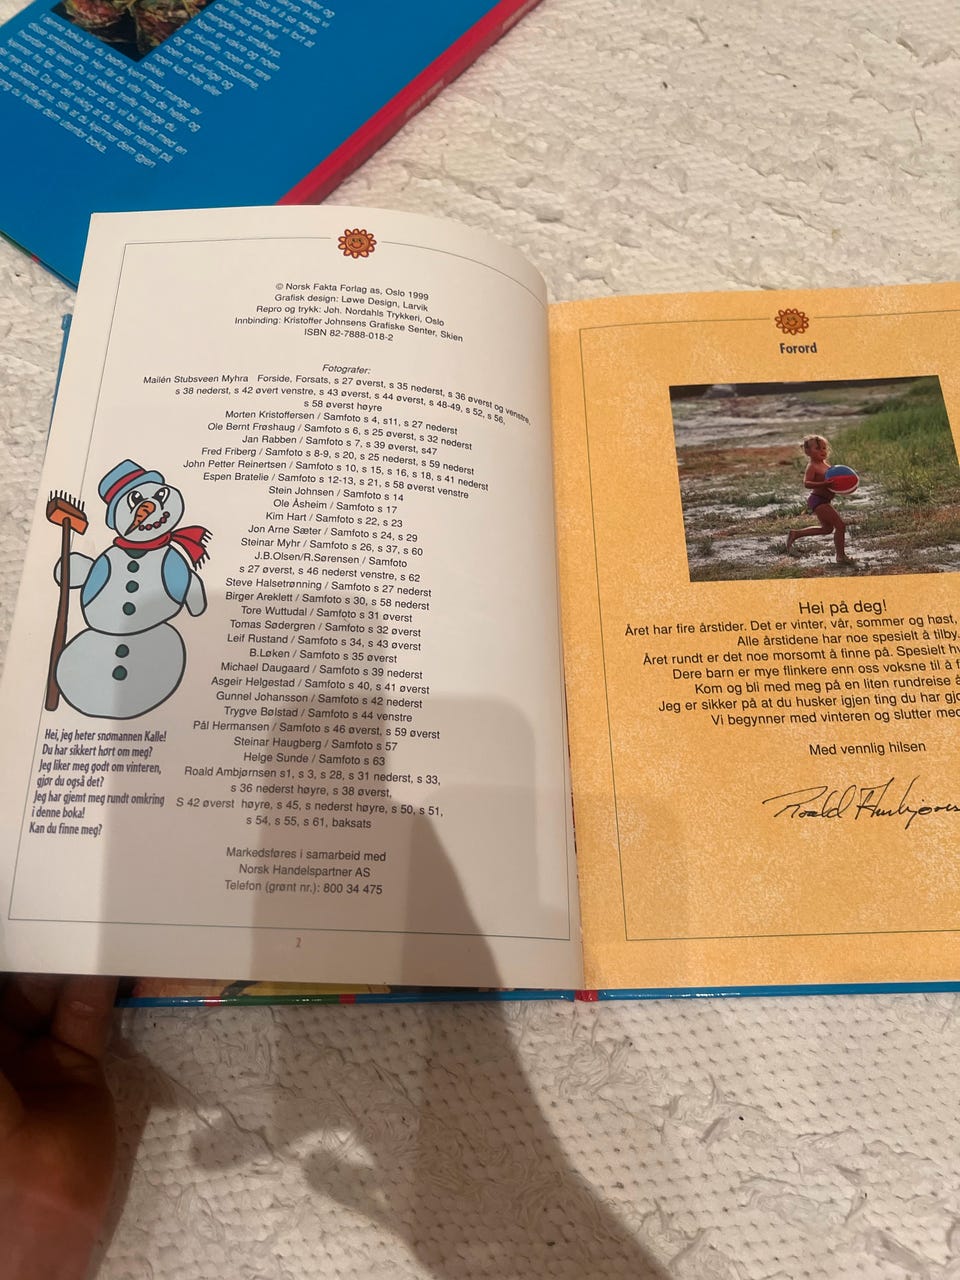 I denne boka blir du bedre kjent med mange av
© Norsk Fakta Forlag as, Oslo 1999
Grafisk design: Løwe Design, Larvik
Repro og trykk: Joh. Nordahls Trykkeri, Oslo
Innbinding: Kristoffer Johnsens Grafiske Senter, Skien
ISBN 82-7888-018-2
Fotografer:
Mailén Stubsveen Myhra Forside, Forsats, s 27 øverst, s 35 nederst, s 36 øverst og venstre,
s 38 nederst, s 42 øvert venstre, s 43 øverst, s 44 øverst, s 48-49, s 52, s 56,
s 58 øverst høyre
Morten Kristoffersen / Samfoto s 4, s11, s 27 nederst
Ole Bernt Frøshaug / Samfoto s 6, s 25 øverst, s 32 nederst
Jan Rabben / Samfoto s 7, s 39 øverst, s47
Fred Friberg / Samfoto s 8-9, s 20, s 25 nederst, s 59 nederst
John Petter Reinertsen / Samfoto s 10, s 15, s 16, s 18, s 41 nederst
Espen Bratelie / Samfoto s 12-13, s 21, s 58 øverst venstre
Stein Johnsen / Samfoto s 14
Ole Åsheim / Samfoto s 17
Kim Hart / Samfoto s 22, s 23
Jon Arne Sæter / Samfoto s 24, s 29
Steinar Myhr / Samfoto s 26, s 37, s 60
J.B.Olsen/R.Sørensen / Samfoto
s 27 øverst, s 46 nederst venstre, s 62
Steve Halsetrønning / Samfoto s 27 nederst
Birger Areklett / Samfoto s 30, s 58 nederst
Tore Wuttudal / Samfoto s 31 øverst
Tomas Sødergren / Samfoto s 32 øverst
Leif Rustand / Samfoto s 34, s 43 øverst
B.Løken / Samfoto s 35 øverst
Michael Daugaard / Samfoto s 39 nederst
Asgeir Helgestad / Samfoto s 40, s 41 øverst
Gunnel Johansson / Samfoto s 42 nederst
Trygve Bølstad / Samfoto s 44 venstre
Pål Hermansen / Samfoto s 46 øverst, s 59 øverst
Steinar Haugberg / Samfoto s 57
Helge Sunde / Samfoto s 63
Roald Ambjørnsen s1, s 3, s 28, s 31 nederst, s 33,
s 36 nederst høyre, s 38 øverst,
S 42 øverst høyre, s 45, s nederst høyre, s 50, s 51,
s 54, s 55, s 61, baksats
Markedsføres i samarbeid med
Norsk Handelspartner AS
Telefon (grønt nr.): 800 34 475
Hei, jeg heter snømannen Kalle!
Du har sikkert hørt om meg?
Jeg liker meg godt om vinteren,
gjør du også det?
Jeg har gjemt meg rundt omkring
i denne boka!
Kan du finne meg?
2
Forord
Hei på deg!
Året har fire årstider. Det er vinter, vår, sommer og høst,
Alle årstidene har noe spesielt å tilby.
Året rundt er det noe morsomt å finne på. Spesielt
Dere barn er mye flinkere enn oss voksne til å
Kom og bli med meg på en liten rundreise
Jeg er sikker på at du husker igjen ting du har
Vi begynner med vinteren og slutter med
Med vennlig hilsen
Roald